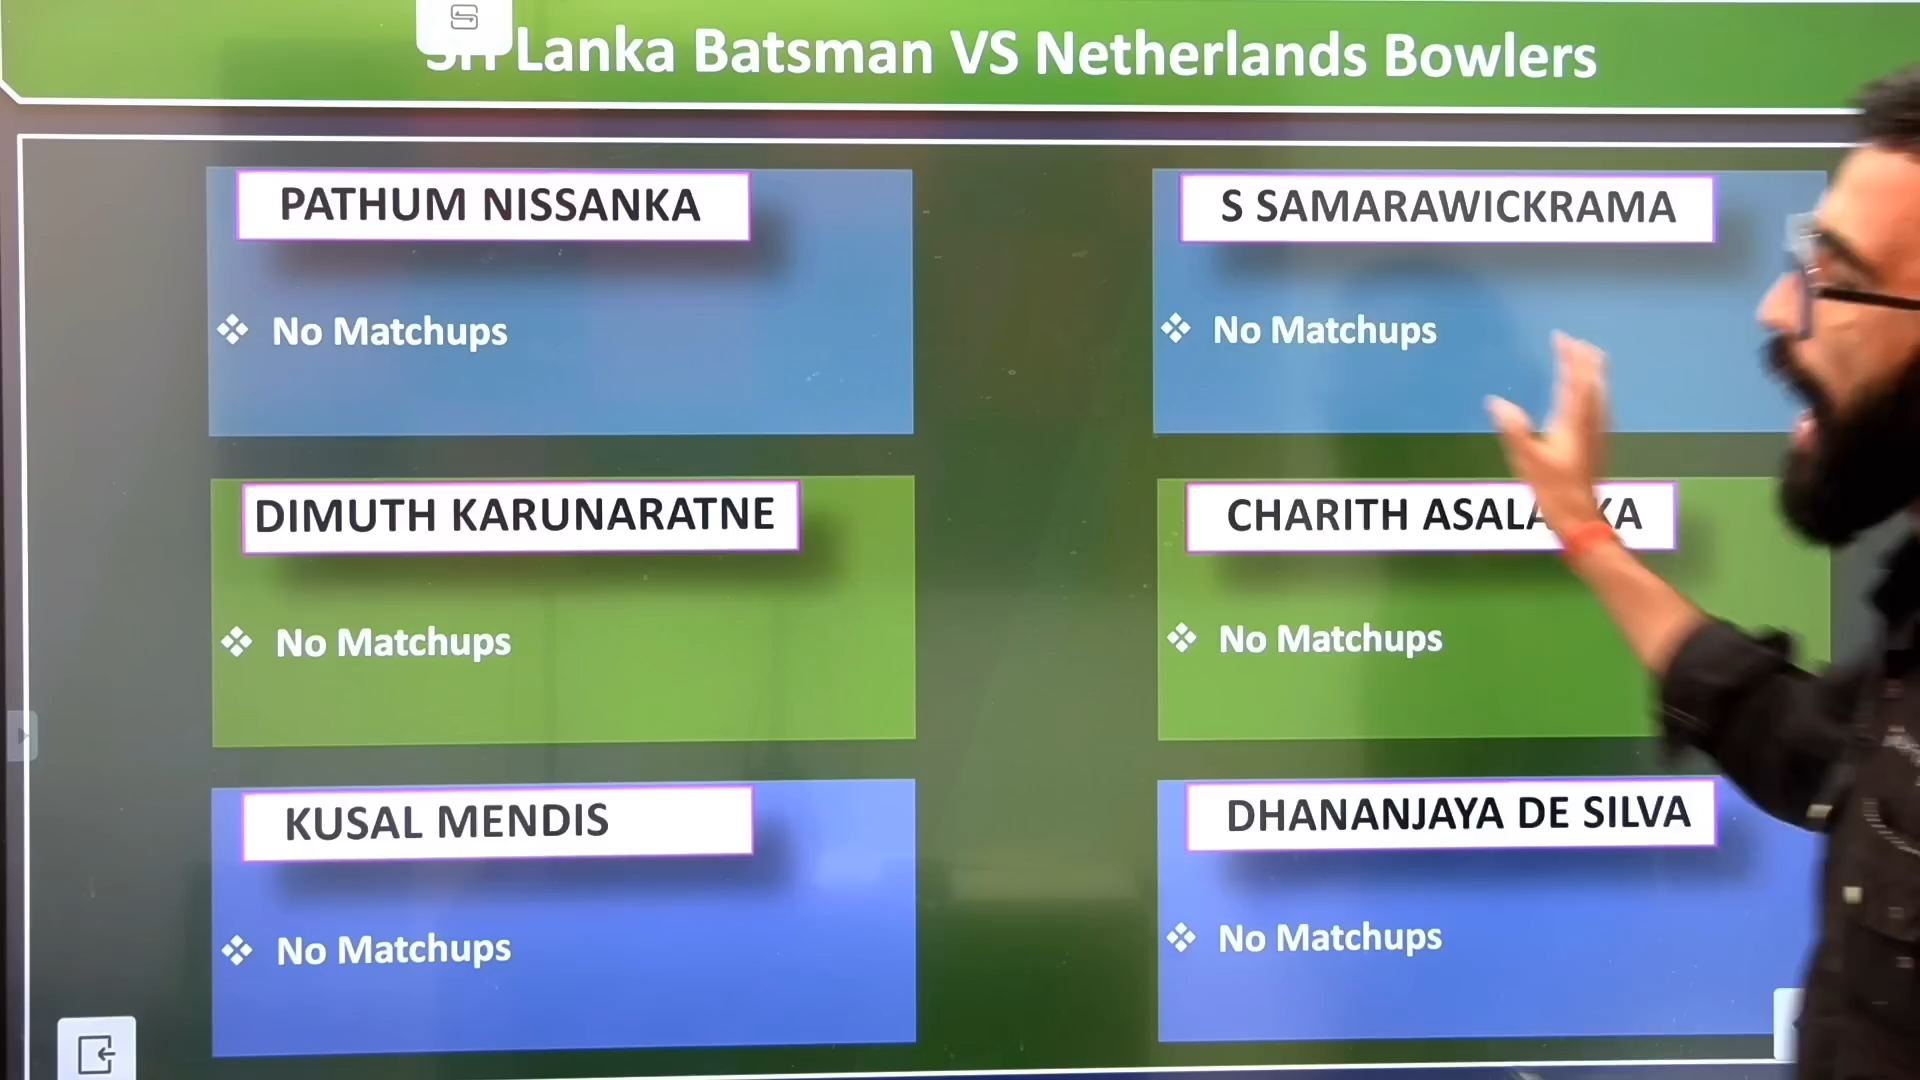 Lanka Batsman VS Netherlands Bowlers
PATHUM NISSANKA
No Matchups
S SAMARAWICKRAMA
No Matchups
DIMUTH KARUNARATNE
No Matchups
CHARITH
No Matchups
KUSAL MENDIS
No Matchups
DHANANJAYA DE SILVA
No Matchups